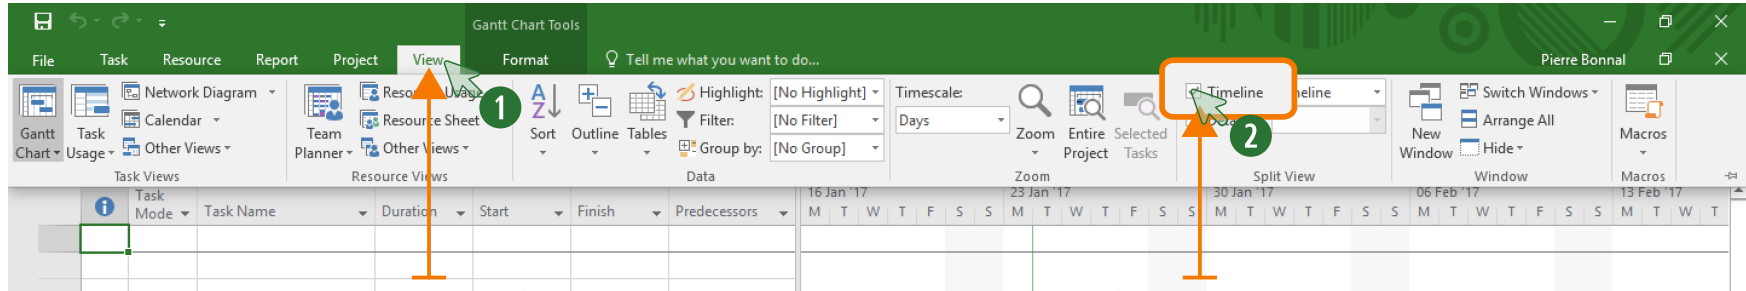 Gantt Chart Tools
File Task Resource Report Project View Format Tell me what you want to do... Pierre Bonnal
Network Diagram
Calendar
Other Views
Gantt Chart
Task Usage
Task Views
Team Planner
Resource Sheet
Other Views
Resource Views
1
Sort
Outline
Tables
Highlight: [No Highlight]
Filter: [No Filter]
Group by: [No Group]
Data
Timescale:
Days
Zoom
Entire Project
Selected Tasks
Zoom
Timeline
2
Split View
New Window
Switch Windows
Arrange All
Hide
Window
Macros
Macros
16 Jan '17 23 Jan '17 30 Jan '17 06 Feb '17 13 Feb '17
Task Mode Task Name Duration Start Finish Predecessors
M T W T F S S M T W T F S S M T W T F S S M T W T F S S M T W T